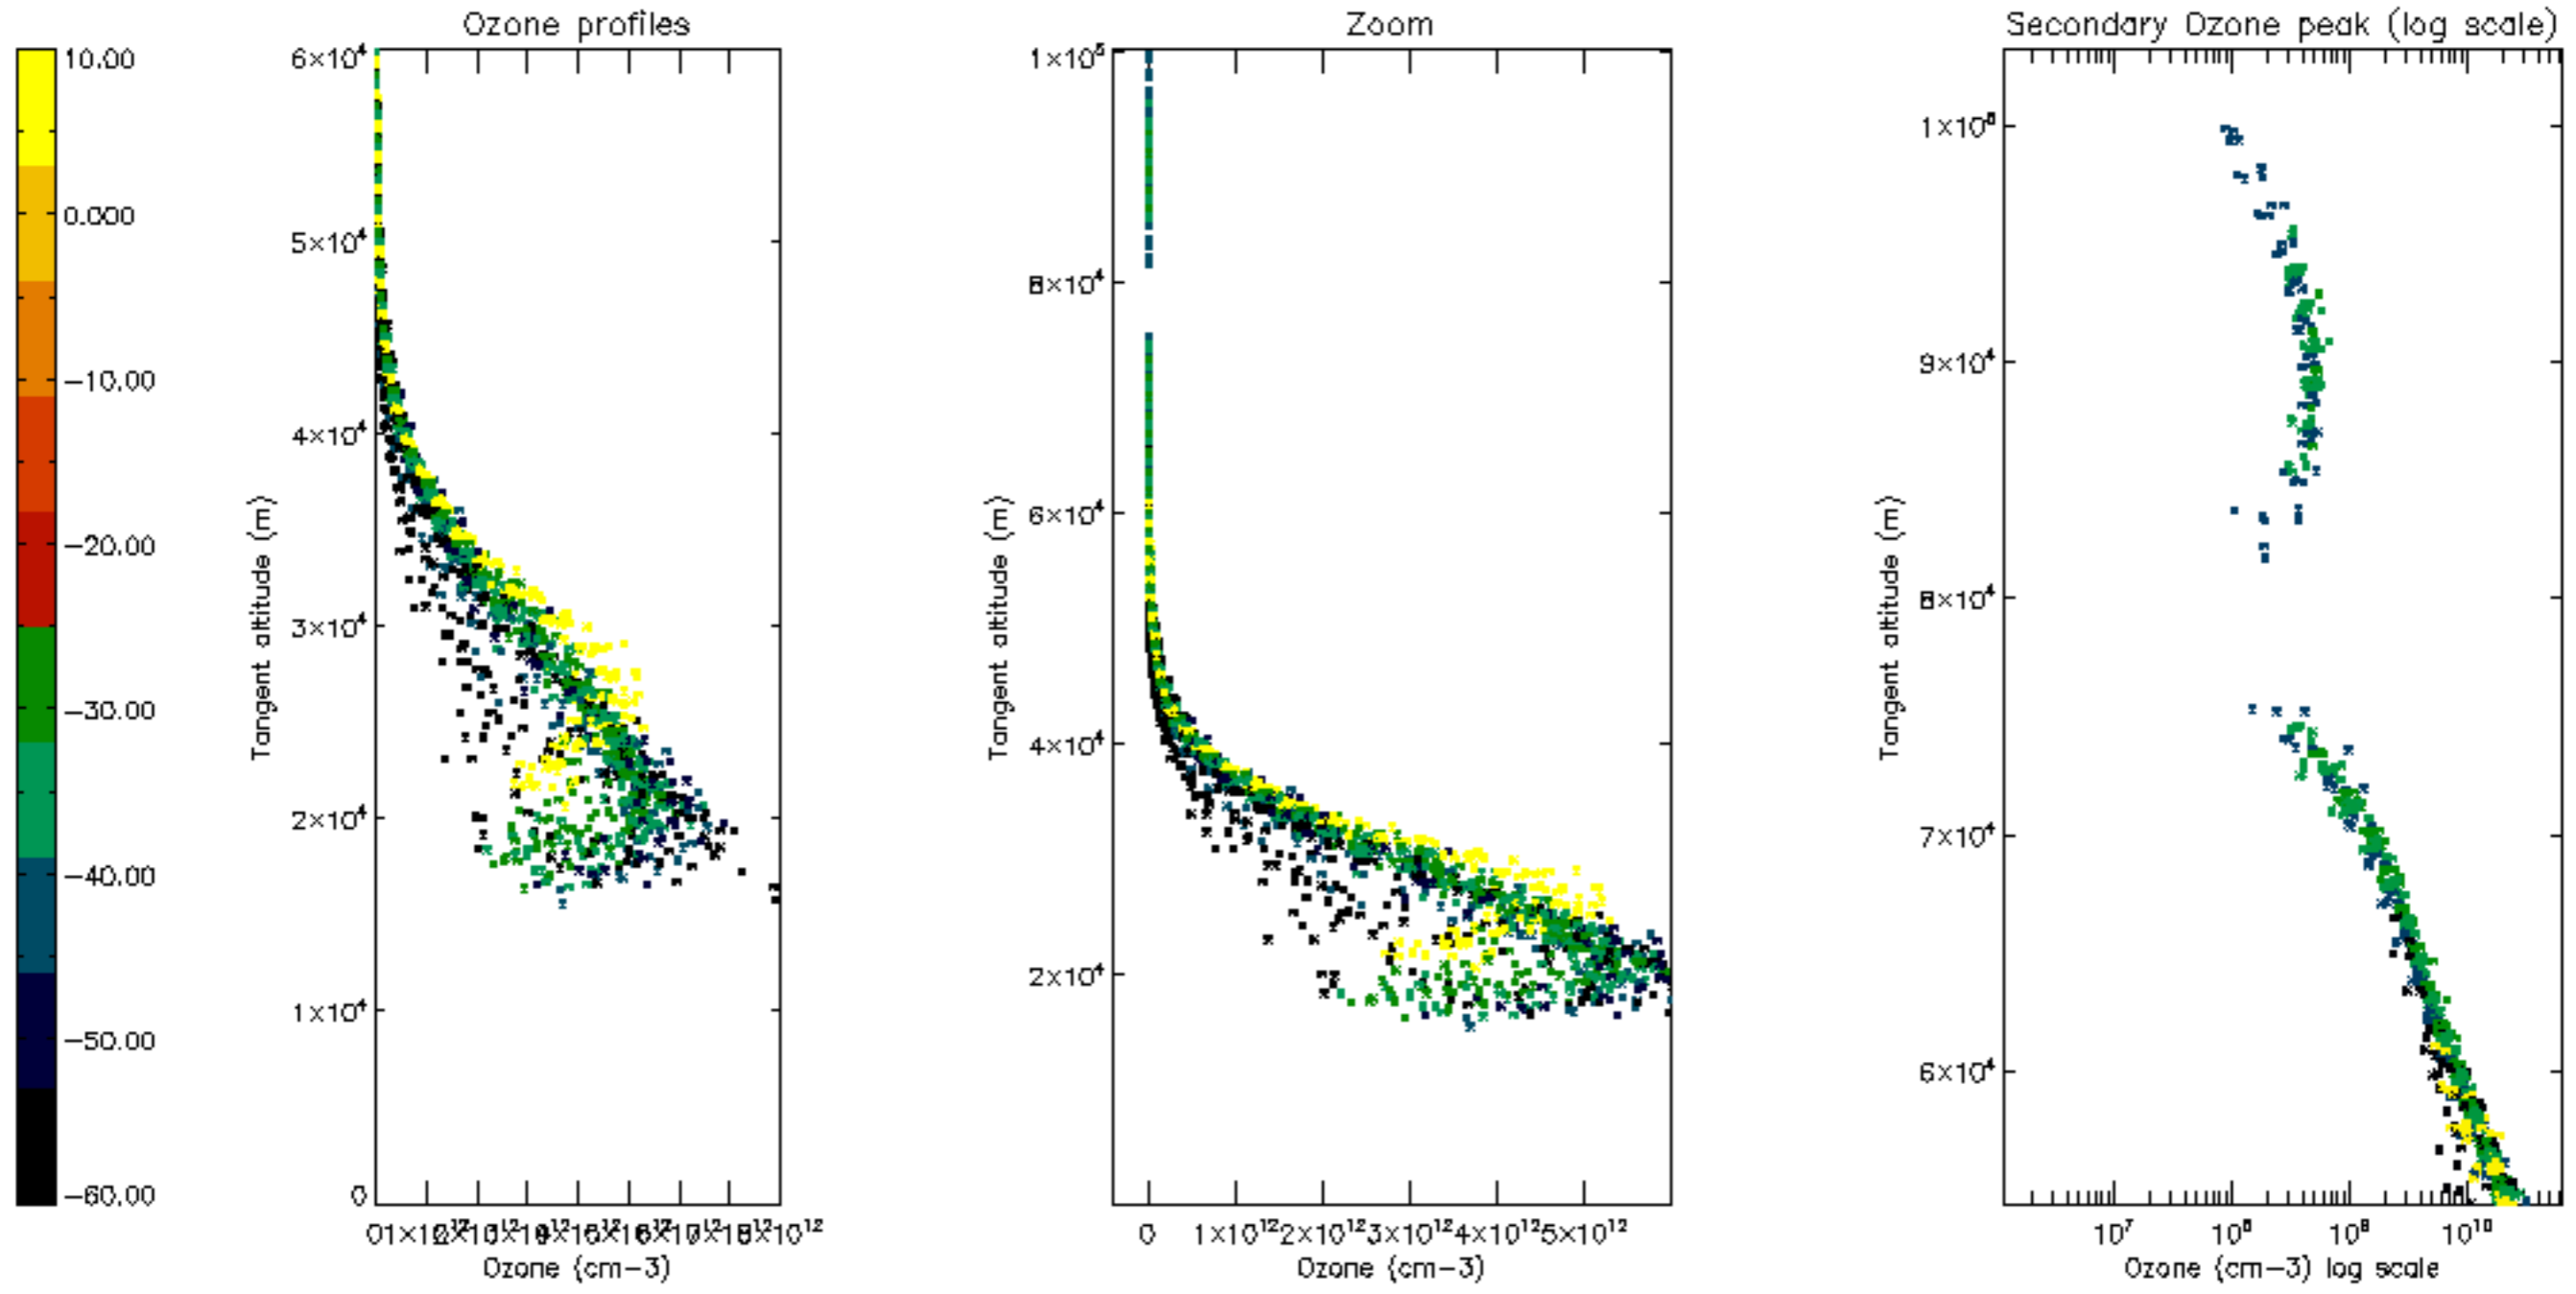 Ozone profiles
Zoom
Secondary Ozone peak (log scale)
10.00
0.000
−10.00
−20.00
−30.00
−40.00
−50.00
−60.00
6×10⁴
5×10⁴
4×10⁴
3×10⁴
2×10⁴
1×10⁴
0
Tangent altitude (m)
Ozone (cm−3)
1×10⁵
8×10⁴
6×10⁴
4×10⁴
2×10⁴
Tangent altitude (m)
0 1×10¹² 2×10¹² 3×10¹² 4×10¹² 5×10¹²
Ozone (cm−3)
1×10⁵
9×10⁴
8×10⁴
7×10⁴
6×10⁴
Tangent altitude (m)
10⁷ 10⁸ 10⁹ 10¹⁰
Ozone (cm−3) log scale